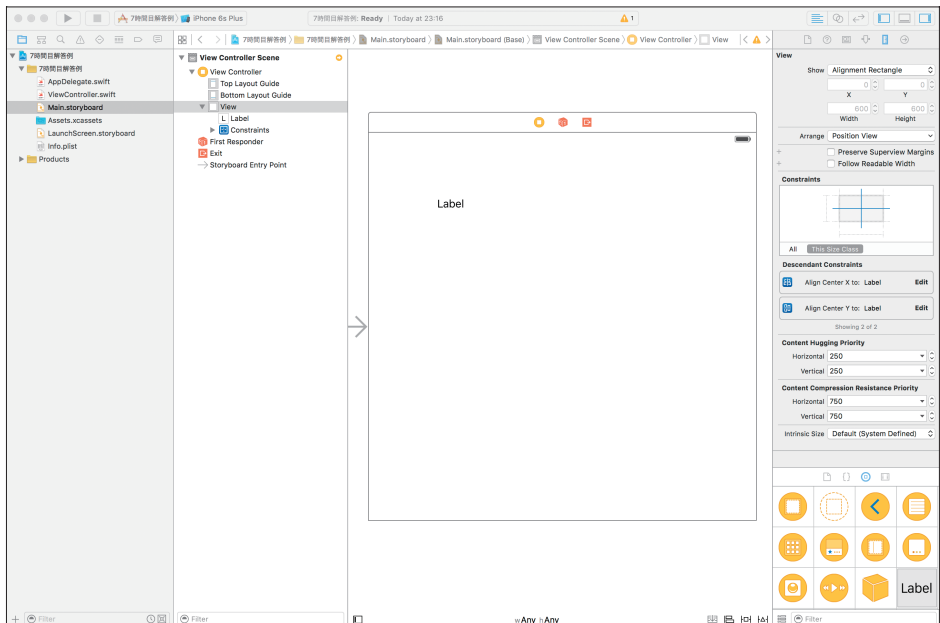 7時間目解答例 〉 iPhone 6s Plus
7時間目解答例: Ready | Today at 23:16
1
7時間目解答例 〉 7時間目解答例 〉 Main.storyboard 〉 Main.storyboard (Base) 〉 View Controller Scene 〉 View Controller 〉 View
7時間目解答例
7時間目解答例
AppDelegate.swift
ViewController.swift
Main.storyboard
Assets.xcassets
LaunchScreen.storyboard
Info.plist
Products
Filter
View Controller Scene
View Controller
Top Layout Guide
Bottom Layout Guide
View
L Label
Constraints
First Responder
Exit
Storyboard Entry Point
Filter
Label
wAny hAny
View
Show Alignment Rectangle
0 0
X Y
600 600
Width Height
Arrange Position View
Preserve Superview Margins
Follow Readable Width
Constraints
All This Size Class
Descendant Constraints
Align Center X to: Label Edit
Align Center Y to: Label Edit
Showing 2 of 2
Content Hugging Priority
Horizontal 250
Vertical 250
Content Compression Resistance Priority
Horizontal 750
Vertical 750
Intrinsic Size Default (System Defined)
Label
Filter